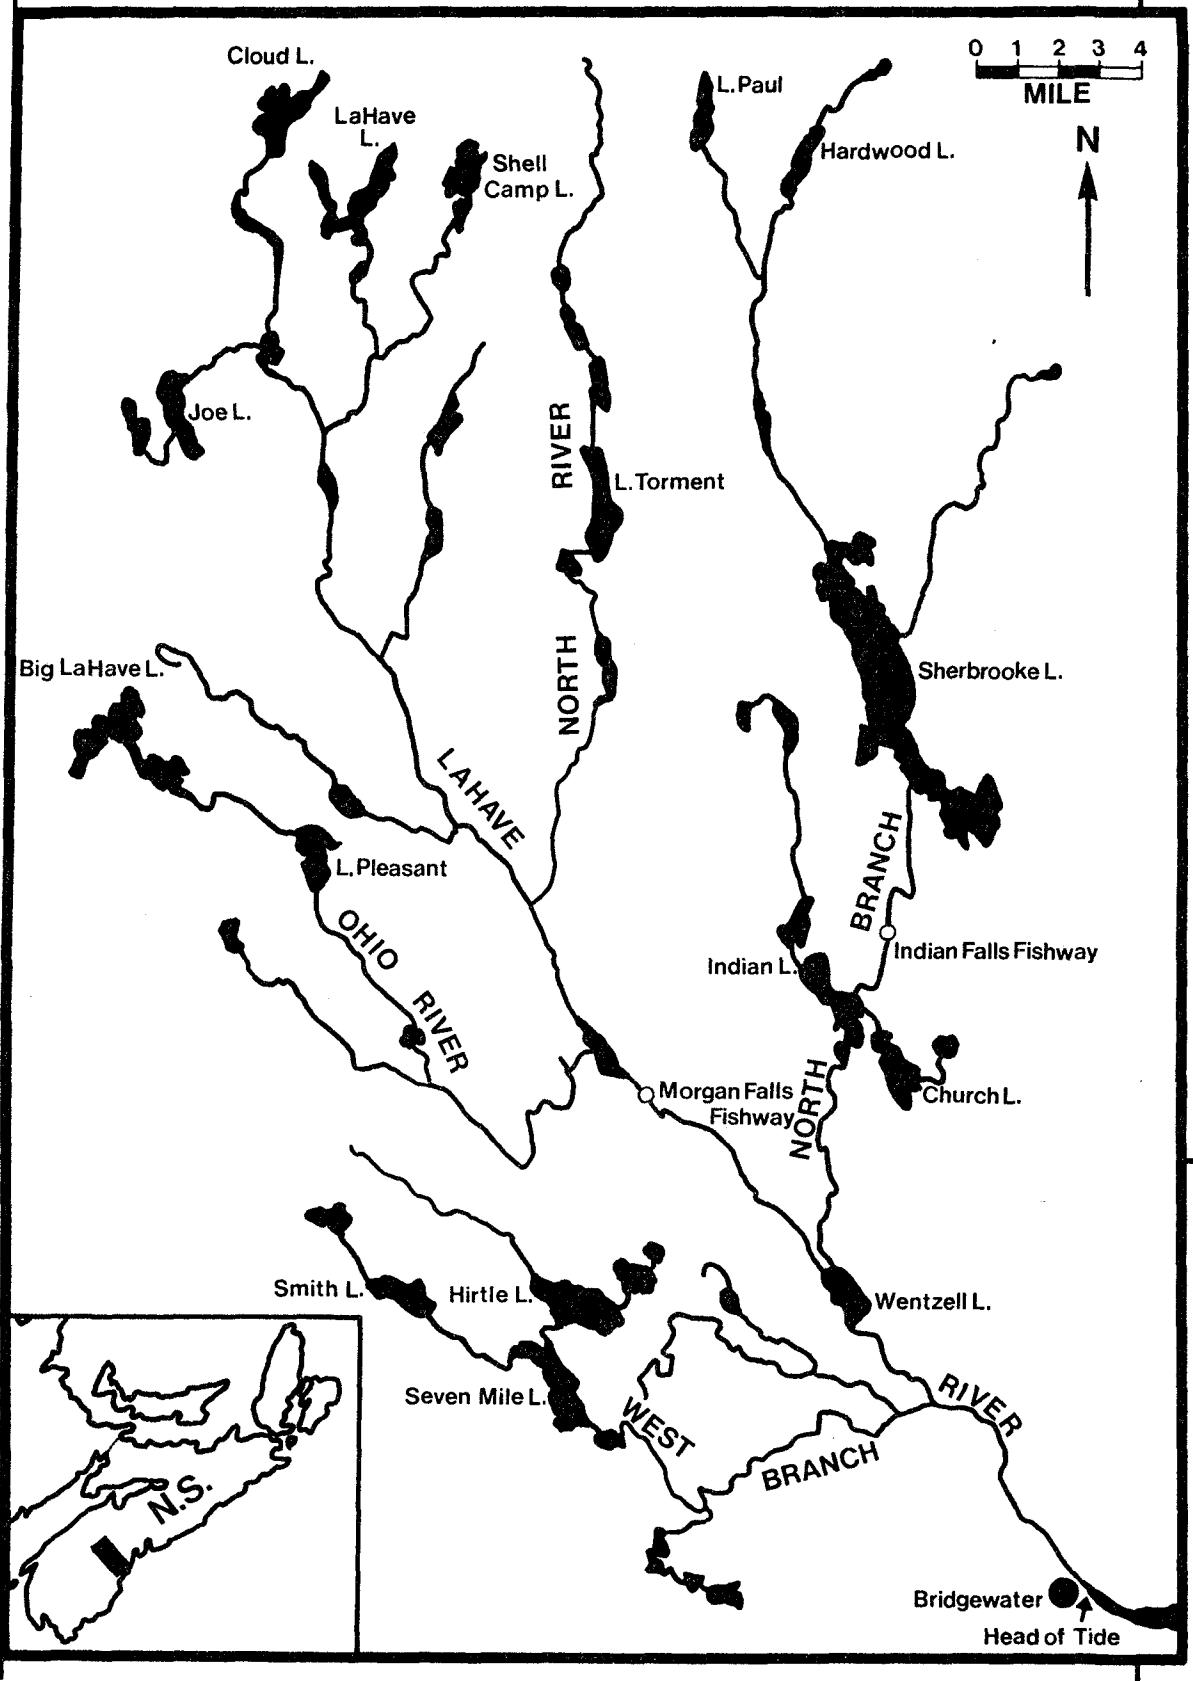 Cloud L.
0 1 2 3 4
MILE
L. Paul
LaHave
L.
Hardwood L.
N
Shell
Camp L.
Joe L.
RIVER
L. Torment
NORTH
Big LaHave L.
Sherbrooke L.
LAHAVE
L. Pleasant
BRANCH
OHIO
Indian Falls Fishway
Indian L.
RIVER
Morgan Falls
Fishway
NORTH
Church L.
Smith L.
Hirtle L.
Wentzell L.
Seven Mile L.
WEST
RIVER
BRANCH
N.S.
Bridgewater
Head of Tide